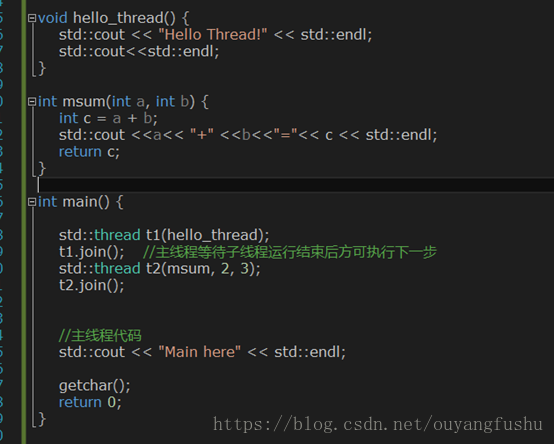 void hello_thread() {
std::cout << "Hello Thread!" << std::endl;
std::cout<<std::endl;
}
int msum(int a, int b) {
int c = a + b;
std::cout <<a<< "+" <<b<<"="<< c << std::endl;
return c;
}
int main() {
std::thread t1(hello_thread);
t1.join();   //主线程等待子线程运行结束后方可执行下一步
std::thread t2(msum, 2, 3);
t2.join();
//主线程代码
std::cout << "Main here" << std::endl;
getchar();
return 0;
}
https://blog.csdn.net/ouyangfushu